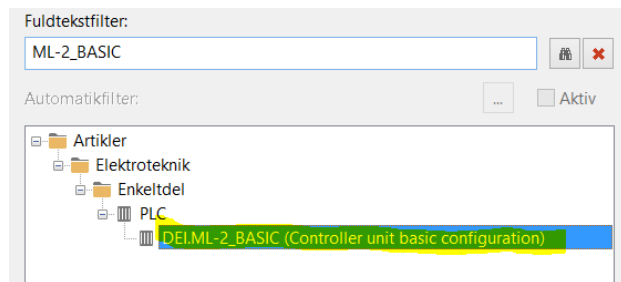 Fuldtekstfilter:
ML-2_BASIC
Automatikfilter:
...
Aktiv
Artikler
Elektroteknik
Enkeltdel
PLC
DEI.ML-2_BASIC (Controller unit basic configuration)